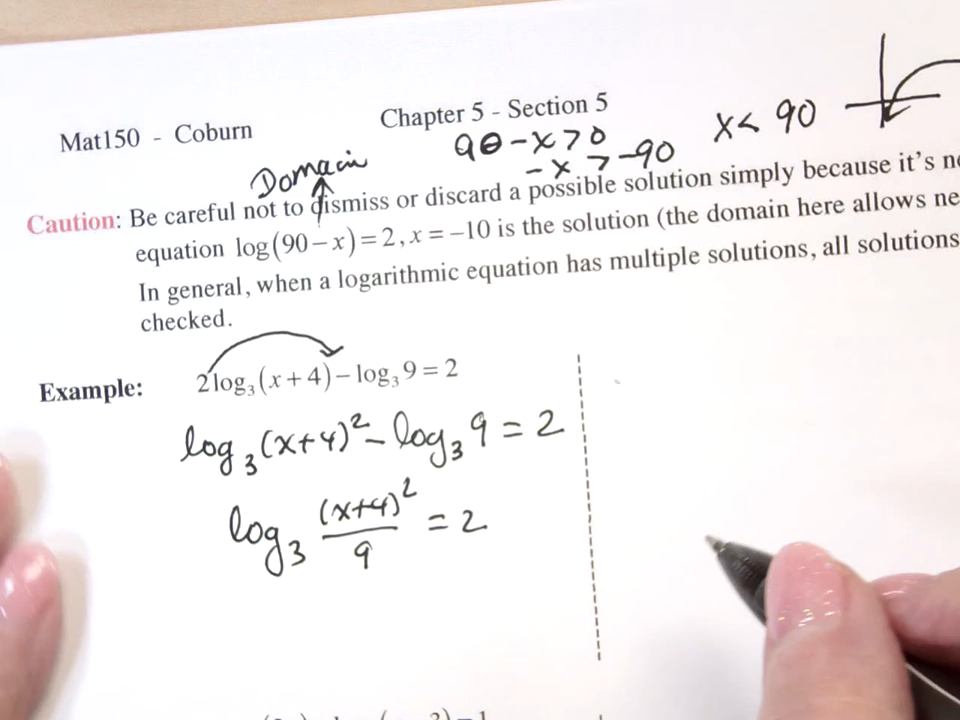 Mat150 - Coburn
Chapter 5 - Section 5
90 - x > 0
- x > -90
x < 90
Domain
Caution: Be careful not to dismiss or discard a possible solution simply because it's
equation log(90 − x) = 2, x = −10 is the solution (the domain here allows
In general, when a logarithmic equation has multiple solutions, all solutions
checked.
Example: 2log₃(x + 4) − log₃ 9 = 2
log₃(x+4)² - log₃ 9 = 2
log₃ (x+4)²/9 = 2